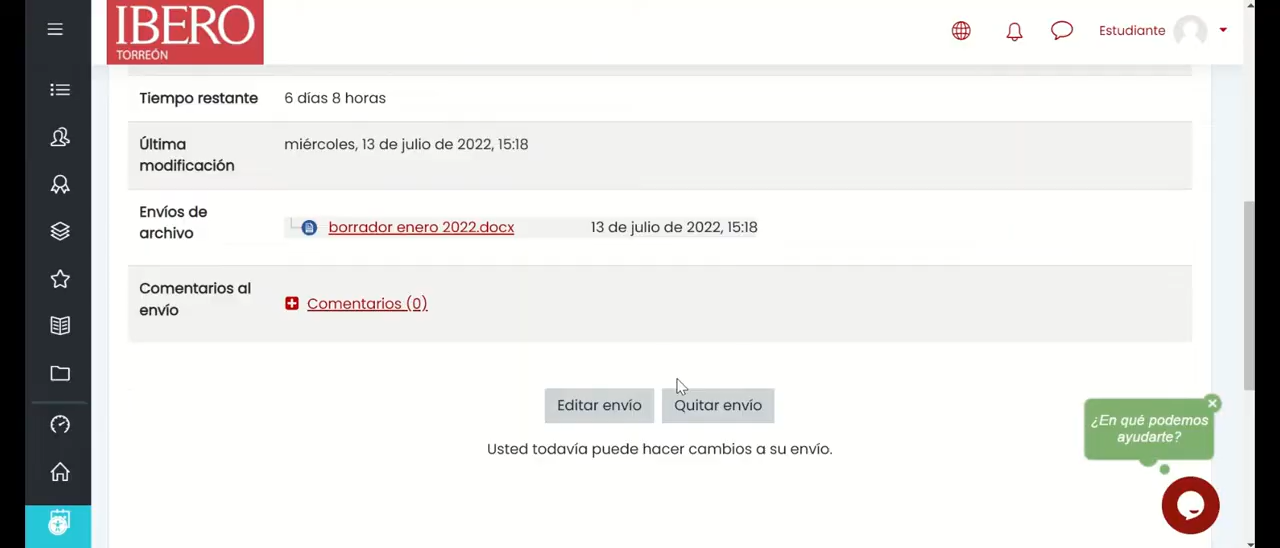 IBERO
TORREÓN
Estudiante
Tiempo restante 6 días 8 horas
Última modificación miércoles, 13 de julio de 2022, 15:18
Envíos de archivo borrador enero 2022.docx 13 de julio de 2022, 15:18
Comentarios al envío Comentarios (0)
Editar envío Quitar envío
Usted todavía puede hacer cambios a su envío.
¿En qué podemos
ayudarte?